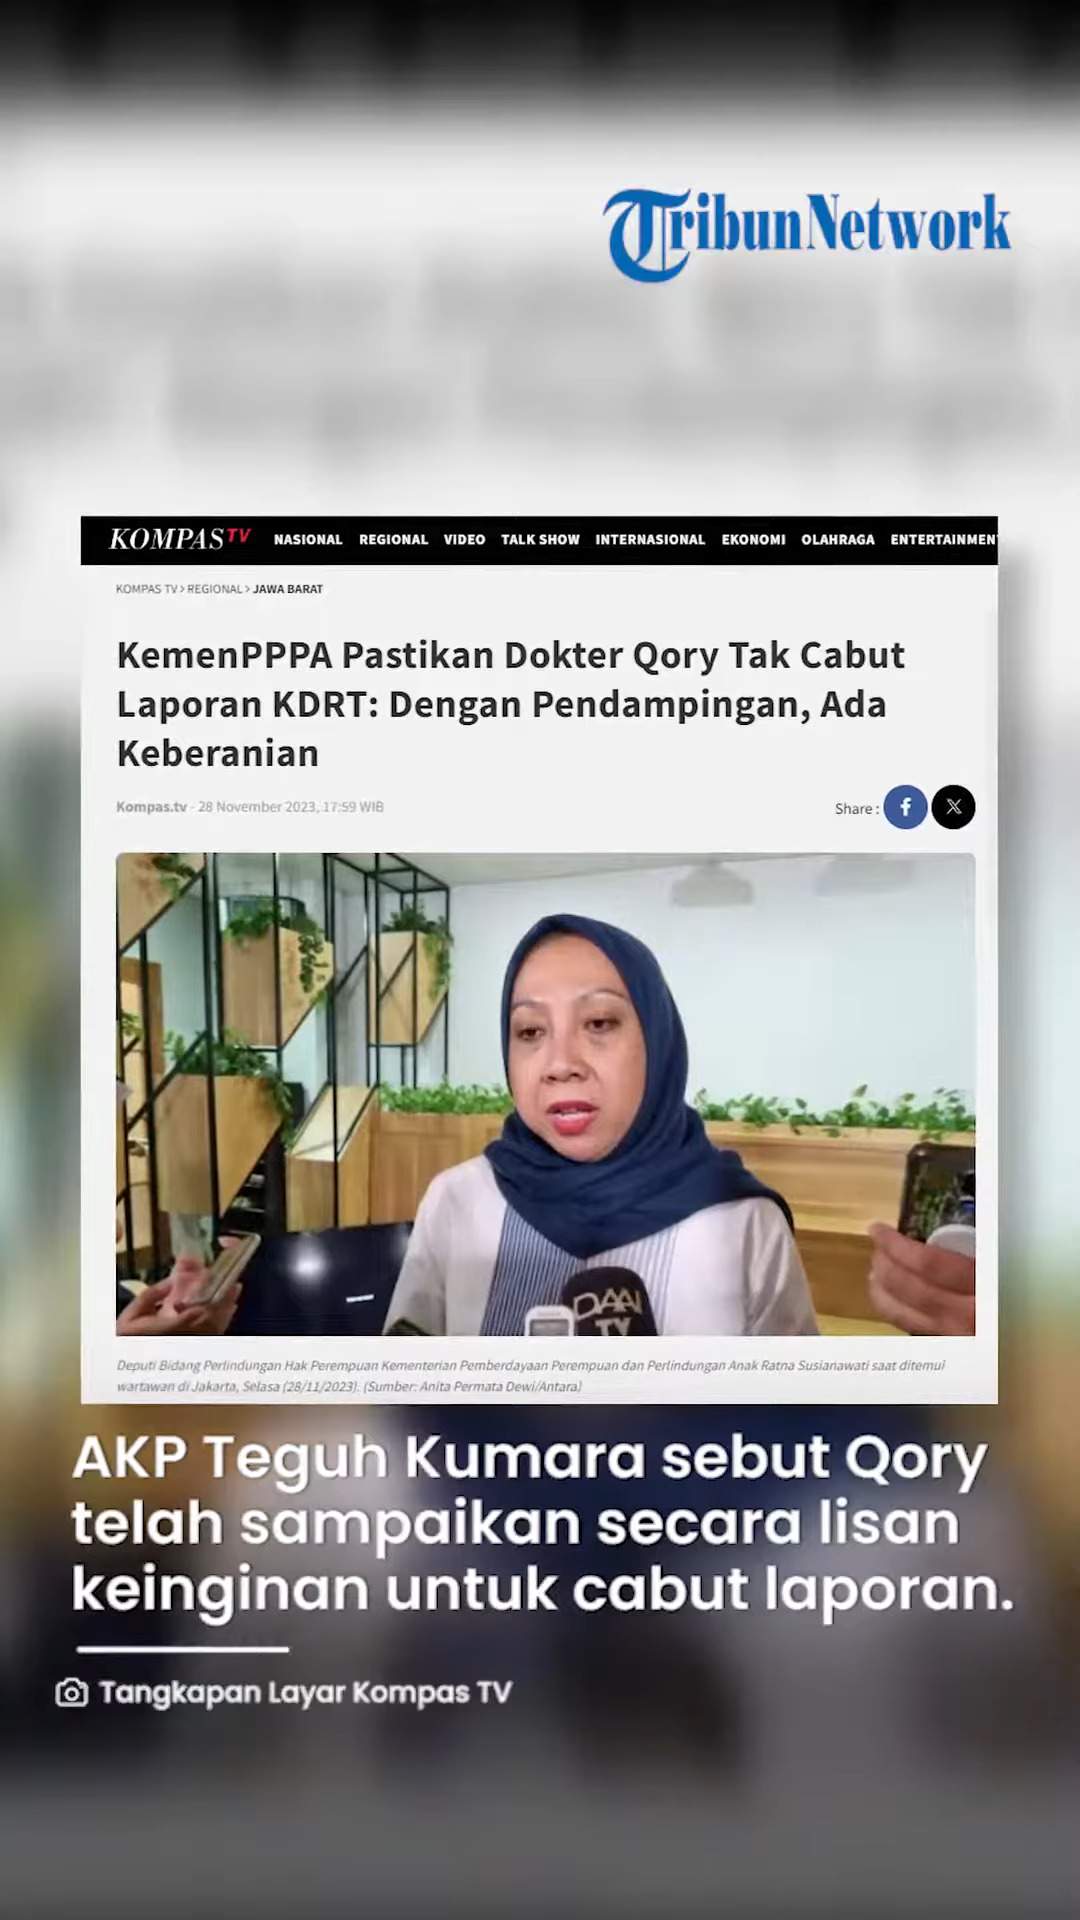 TribunNetwork
KOMPASTV NASIONAL REGIONAL VIDEO TALK SHOW INTERNASIONAL EKONOMI OLAHRAGA ENTERTAINMEN
KOMPAS TV > REGIONAL > JAWA BARAT
KemenPPPA Pastikan Dokter Qory Tak Cabut
Laporan KDRT: Dengan Pendampingan, Ada
Keberanian
Kompas.tv - 28 November 2023, 17:59 WIB
Share :
DAAI
TV
Deputi Bidang Perlindungan Hak Perempuan Kementerian Pemberdayaan Perempuan dan Perlindungan Anak Ratna Susianawati saat ditemui
wartawan di Jakarta, Selasa (28/11/2023). (Sumber: Anita Permata Dewi/Antara)
AKP Teguh Kumara sebut Qory
telah sampaikan secara lisan
keinginan untuk cabut laporan.
Tangkapan Layar Kompas TV